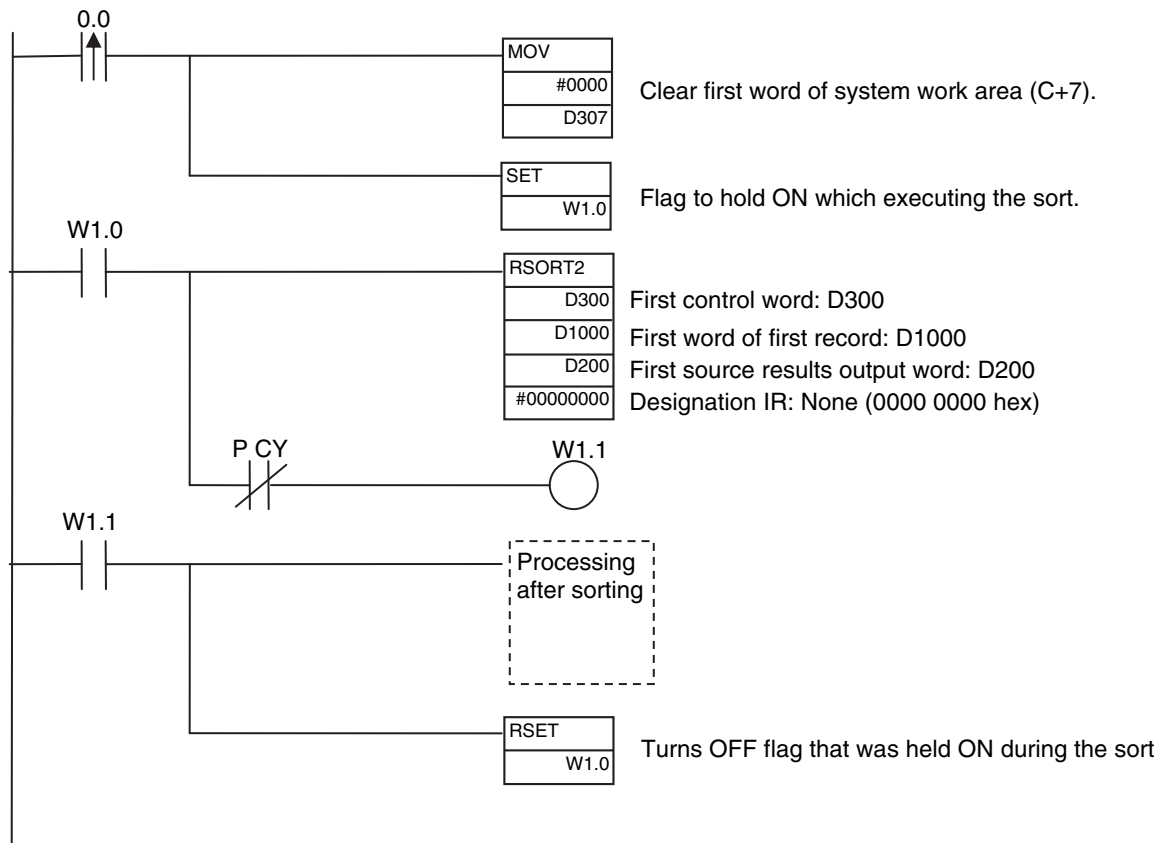 0.0
MOV
#0000
D307
Clear first word of system work area (C+7).
SET
W1.0
Flag to hold ON which executing the sort.
W1.0
RSORT2
D300
First control word: D300
D1000
First word of first record: D1000
D200
First source results output word: D200
#00000000
Designation IR: None (0000 0000 hex)
P CY
W1.1
W1.1
Processing
after sorting
RSET
W1.0
Turns OFF flag that was held ON during the sort